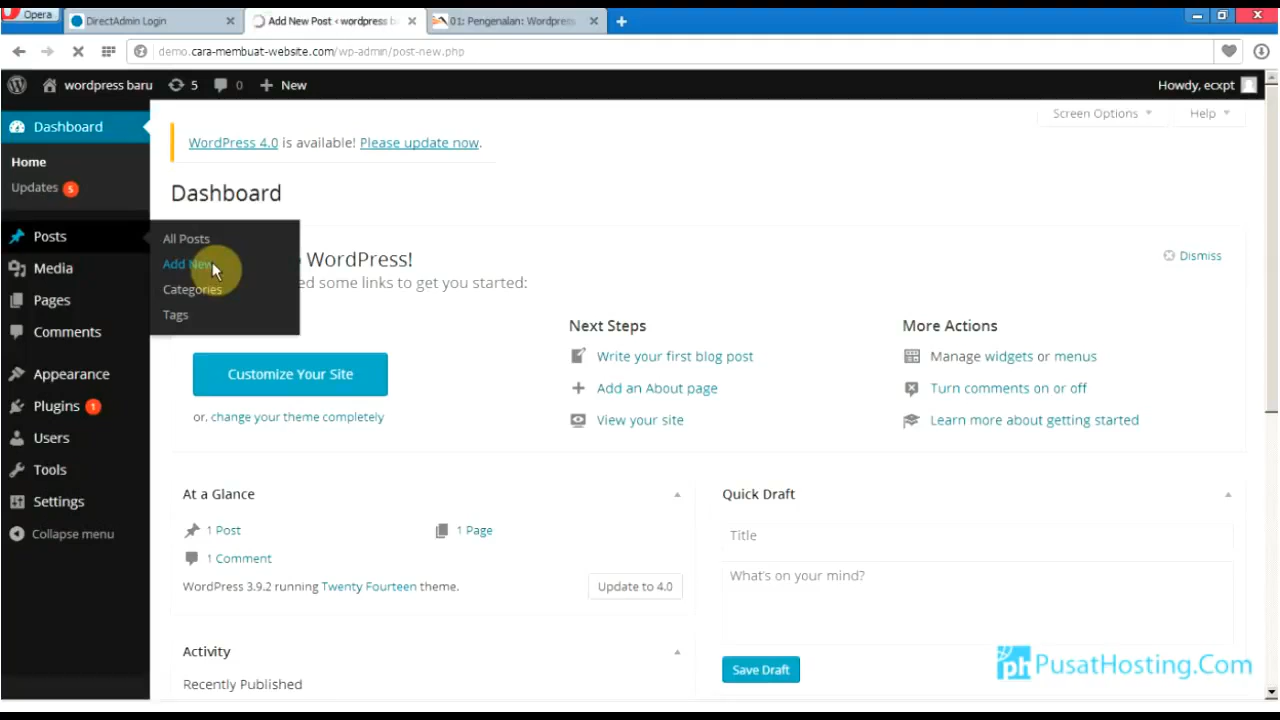 Opera
DirectAdmin Login
Add New Post ‹ wordpress b
01: Pengenalan: Wordpress
demo.cara-membuat-website.com/wp-admin/post-new.php
wordpress baru
5
0
New
Howdy, ecxpt
Dashboard
Home
Updates 5
Posts
Media
Pages
Comments
Appearance
Plugins 1
Users
Tools
Settings
Collapse menu
All Posts
Add New
Categories
Tags
Screen Options
Help
WordPress 4.0 is available! Please update now.
Dashboard
WordPress!
ed some links to get you started:
Dismiss
Customize Your Site
or, change your theme completely
Next Steps
Write your first blog post
Add an About page
View your site
More Actions
Manage widgets or menus
Turn comments on or off
Learn more about getting started
At a Glance
1 Post
1 Page
1 Comment
WordPress 3.9.2 running Twenty Fourteen theme.
Update to 4.0
Activity
Recently Published
Quick Draft
Title
What's on your mind?
Save Draft
ph PusatHosting.Com